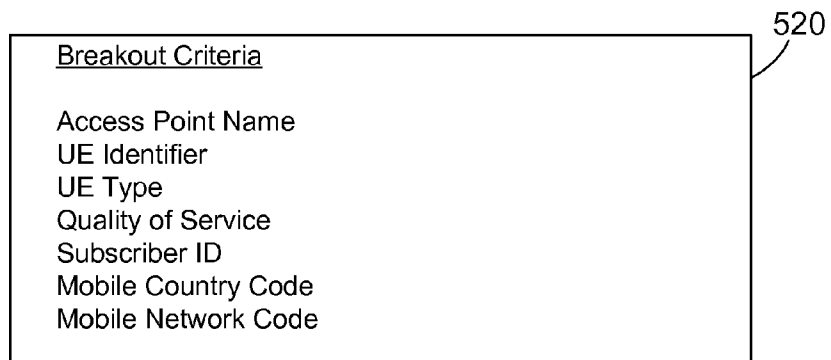 520
Breakout Criteria
Access Point Name
UE Identifier
UE Type
Quality of Service
Subscriber ID
Mobile Country Code
Mobile Network Code